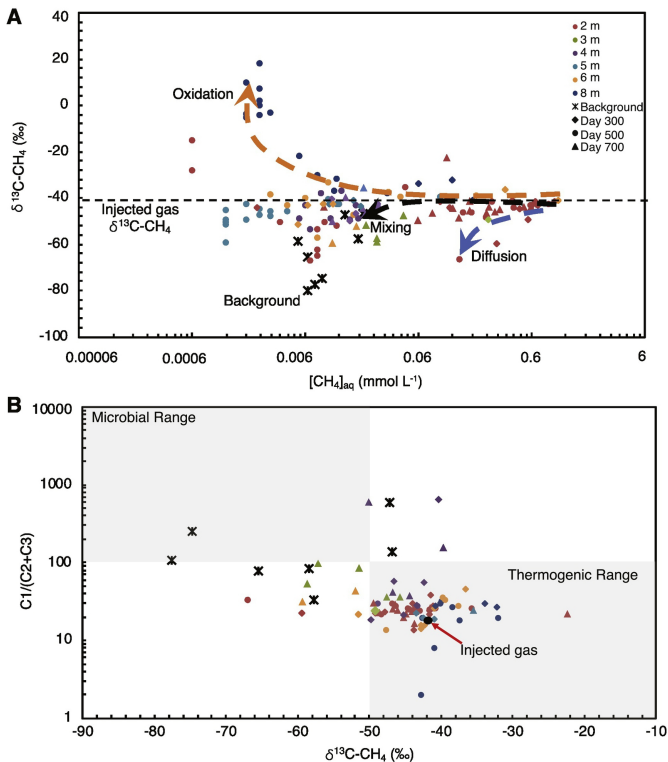 A
40
20
0
-20
-40
-60
-80
-100
δ¹³C-CH₄ (‰)
0.00006
0.0006
0.006
0.06
0.6
6
[CH₄]aq (mmol L⁻¹)
2 m
3 m
4 m
5 m
6 m
8 m
Background
Day 300
Day 500
Day 700
Oxidation
Injected gas
δ¹³C-CH₄
Mixing
Diffusion
Background
B
10000
1000
100
10
1
C1/(C2+C3)
Microbial Range
Thermogenic Range
Injected gas
-90
-80
-70
-60
-50
-40
-30
-20
-10
δ¹³C-CH₄ (‰)